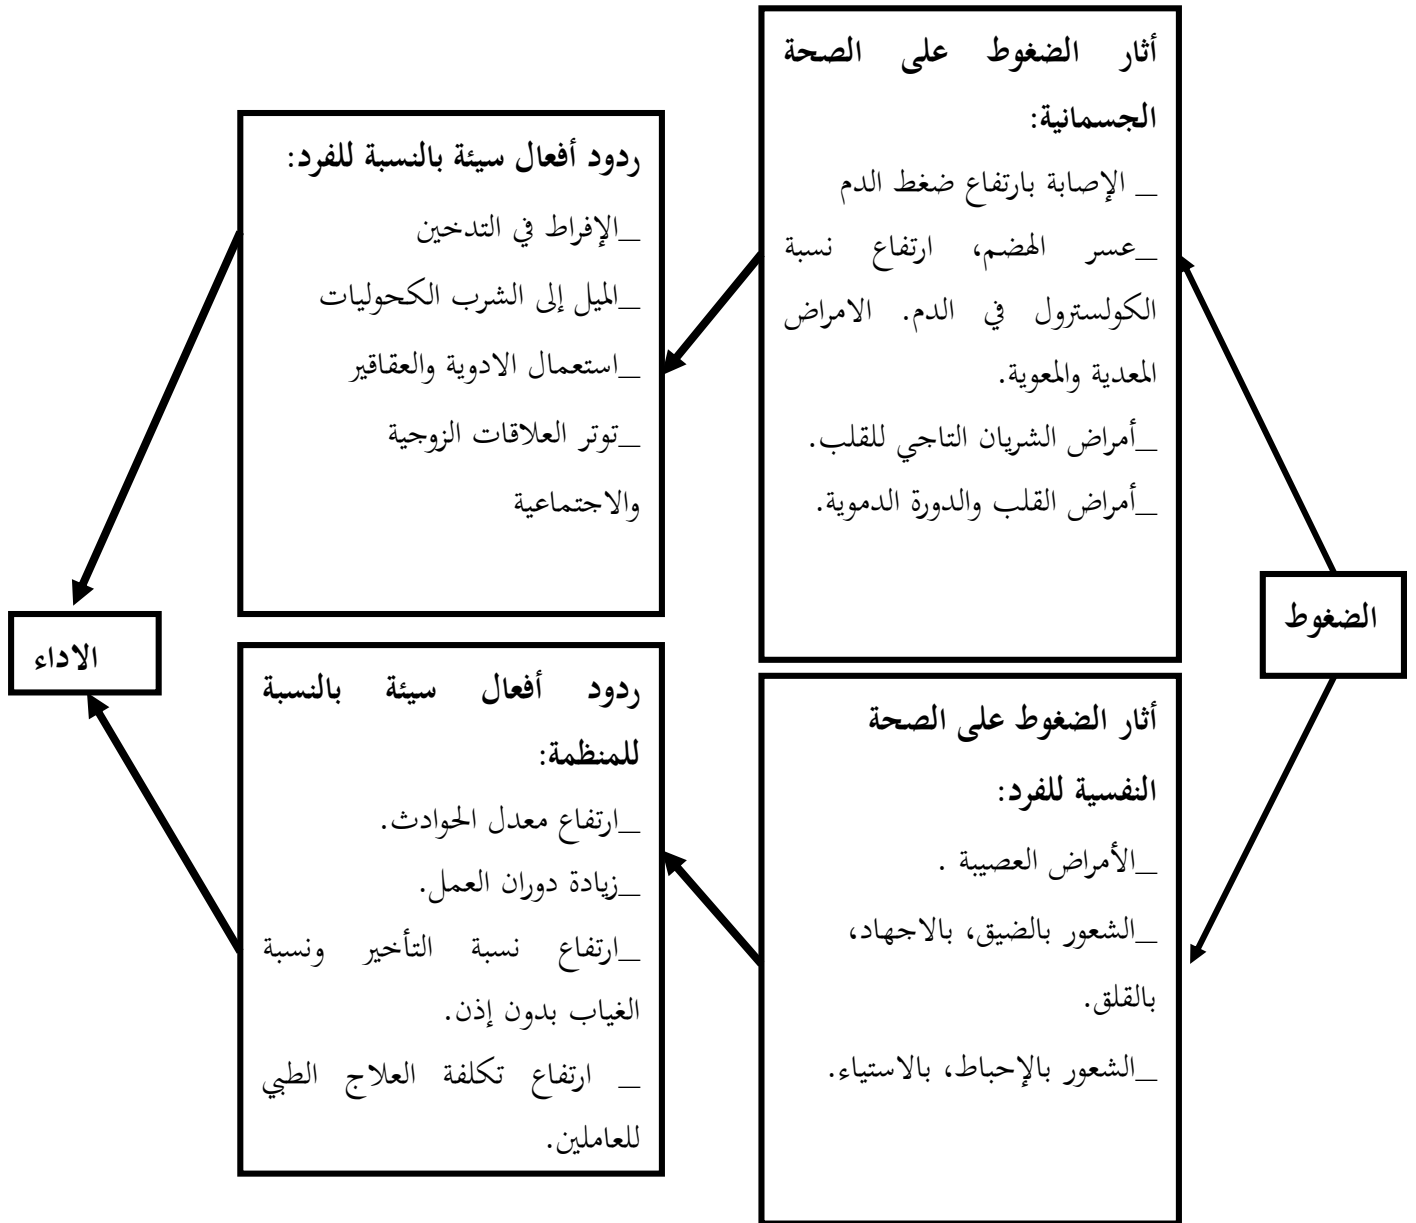 الضغوط
أثار الضغوط على الصحة
الجسمانية:
_ الإصابة بارتفاع ضغط الدم
_عسر الهضم، ارتفاع نسبة
الكولسترول في الدم. الامراض
المعدية والمعوية.
_أمراض الشريان التاجي للقلب.
_أمراض القلب والدورة الدموية.
أثار الضغوط على الصحة
النفسية للفرد:
_الأمراض العصيبة .
_الشعور بالضيق، بالاجهاد،
بالقلق.
_الشعور بالإحباط، بالاستياء.
ردود أفعال سيئة بالنسبة للفرد:
_الإفراط في التدخين
_الميل إلى الشرب الكحوليات
_استعمال الادوية والعقاقير
_توتر العلاقات الزوجية
والاجتماعية
ردود أفعال سيئة بالنسبة
للمنظمة:
_ارتفاع معدل الحوادث.
_زيادة دوران العمل.
_ارتفاع نسبة التأخير ونسبة
الغياب بدون إذن.
_ ارتفاع تكلفة العلاج الطبي
للعاملين.
الاداء